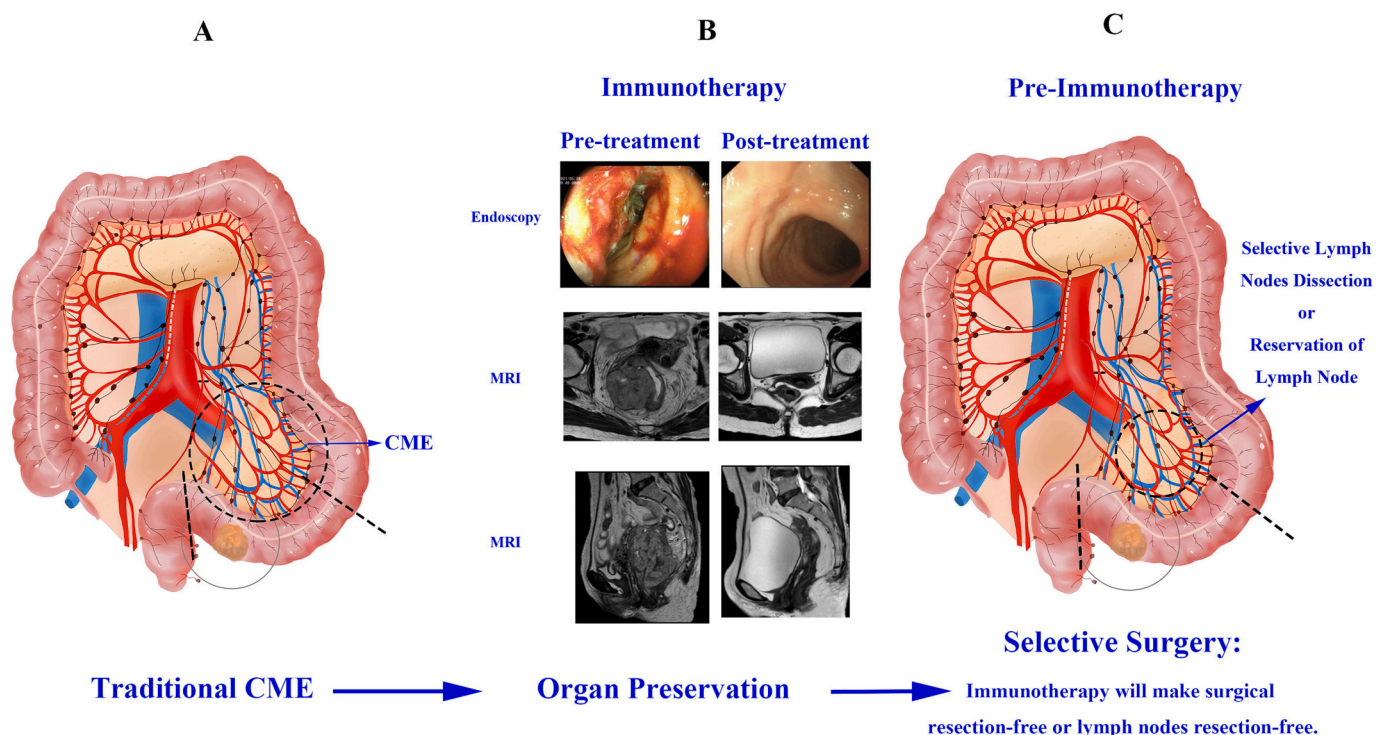 A
B
C
Immunotherapy
Pre-Immunotherapy
Pre-treatment
Post-treatment
Endoscopy
Selective Lymph
Nodes Dissection
or
Reservation of
Lymph Node
MRI
CME
MRI
Selective Surgery:
Traditional CME
Organ Preservation
Immunotherapy will make surgical
resection-free or lymph nodes resection-free.